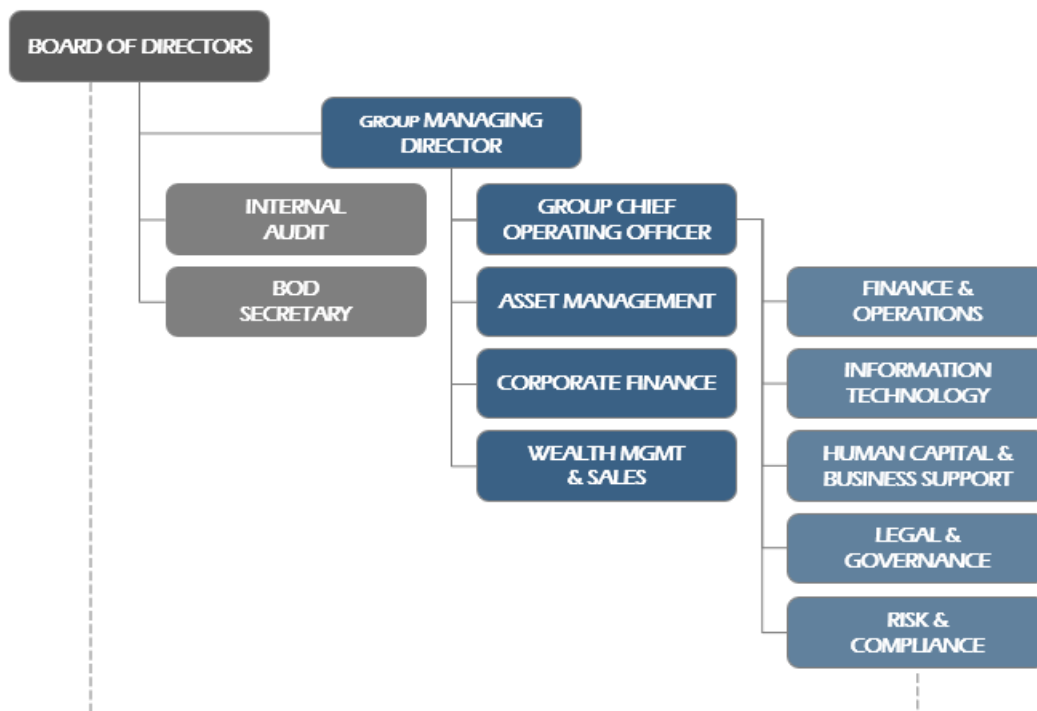 BOARD OF DIRECTORS
GROUP MANAGING
DIRECTOR
INTERNAL
AUDIT
BOD
SECRETARY
GROUP CHIEF
OPERATING OFFICER
ASSET MANAGEMENT
CORPORATE FINANCE
WEALTH MGMT
& SALES
FINANCE &
OPERATIONS
INFORMATION
TECHNOLOGY
HUMAN CAPITAL &
BUSINESS SUPPORT
LEGAL &
GOVERNANCE
RISK &
COMPLIANCE